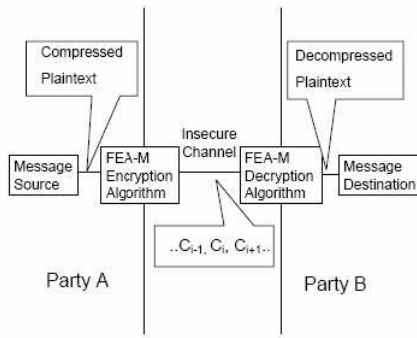 Compressed
Plaintext
Decompressed
Plaintext
Insecure
Channel
Message
Source
FEA-M
Encryption
Algorithm
FEA-M
Decryption
Algorithm
Message
Destination
..Ci-1, Ci, Ci+1..
Party A
Party B